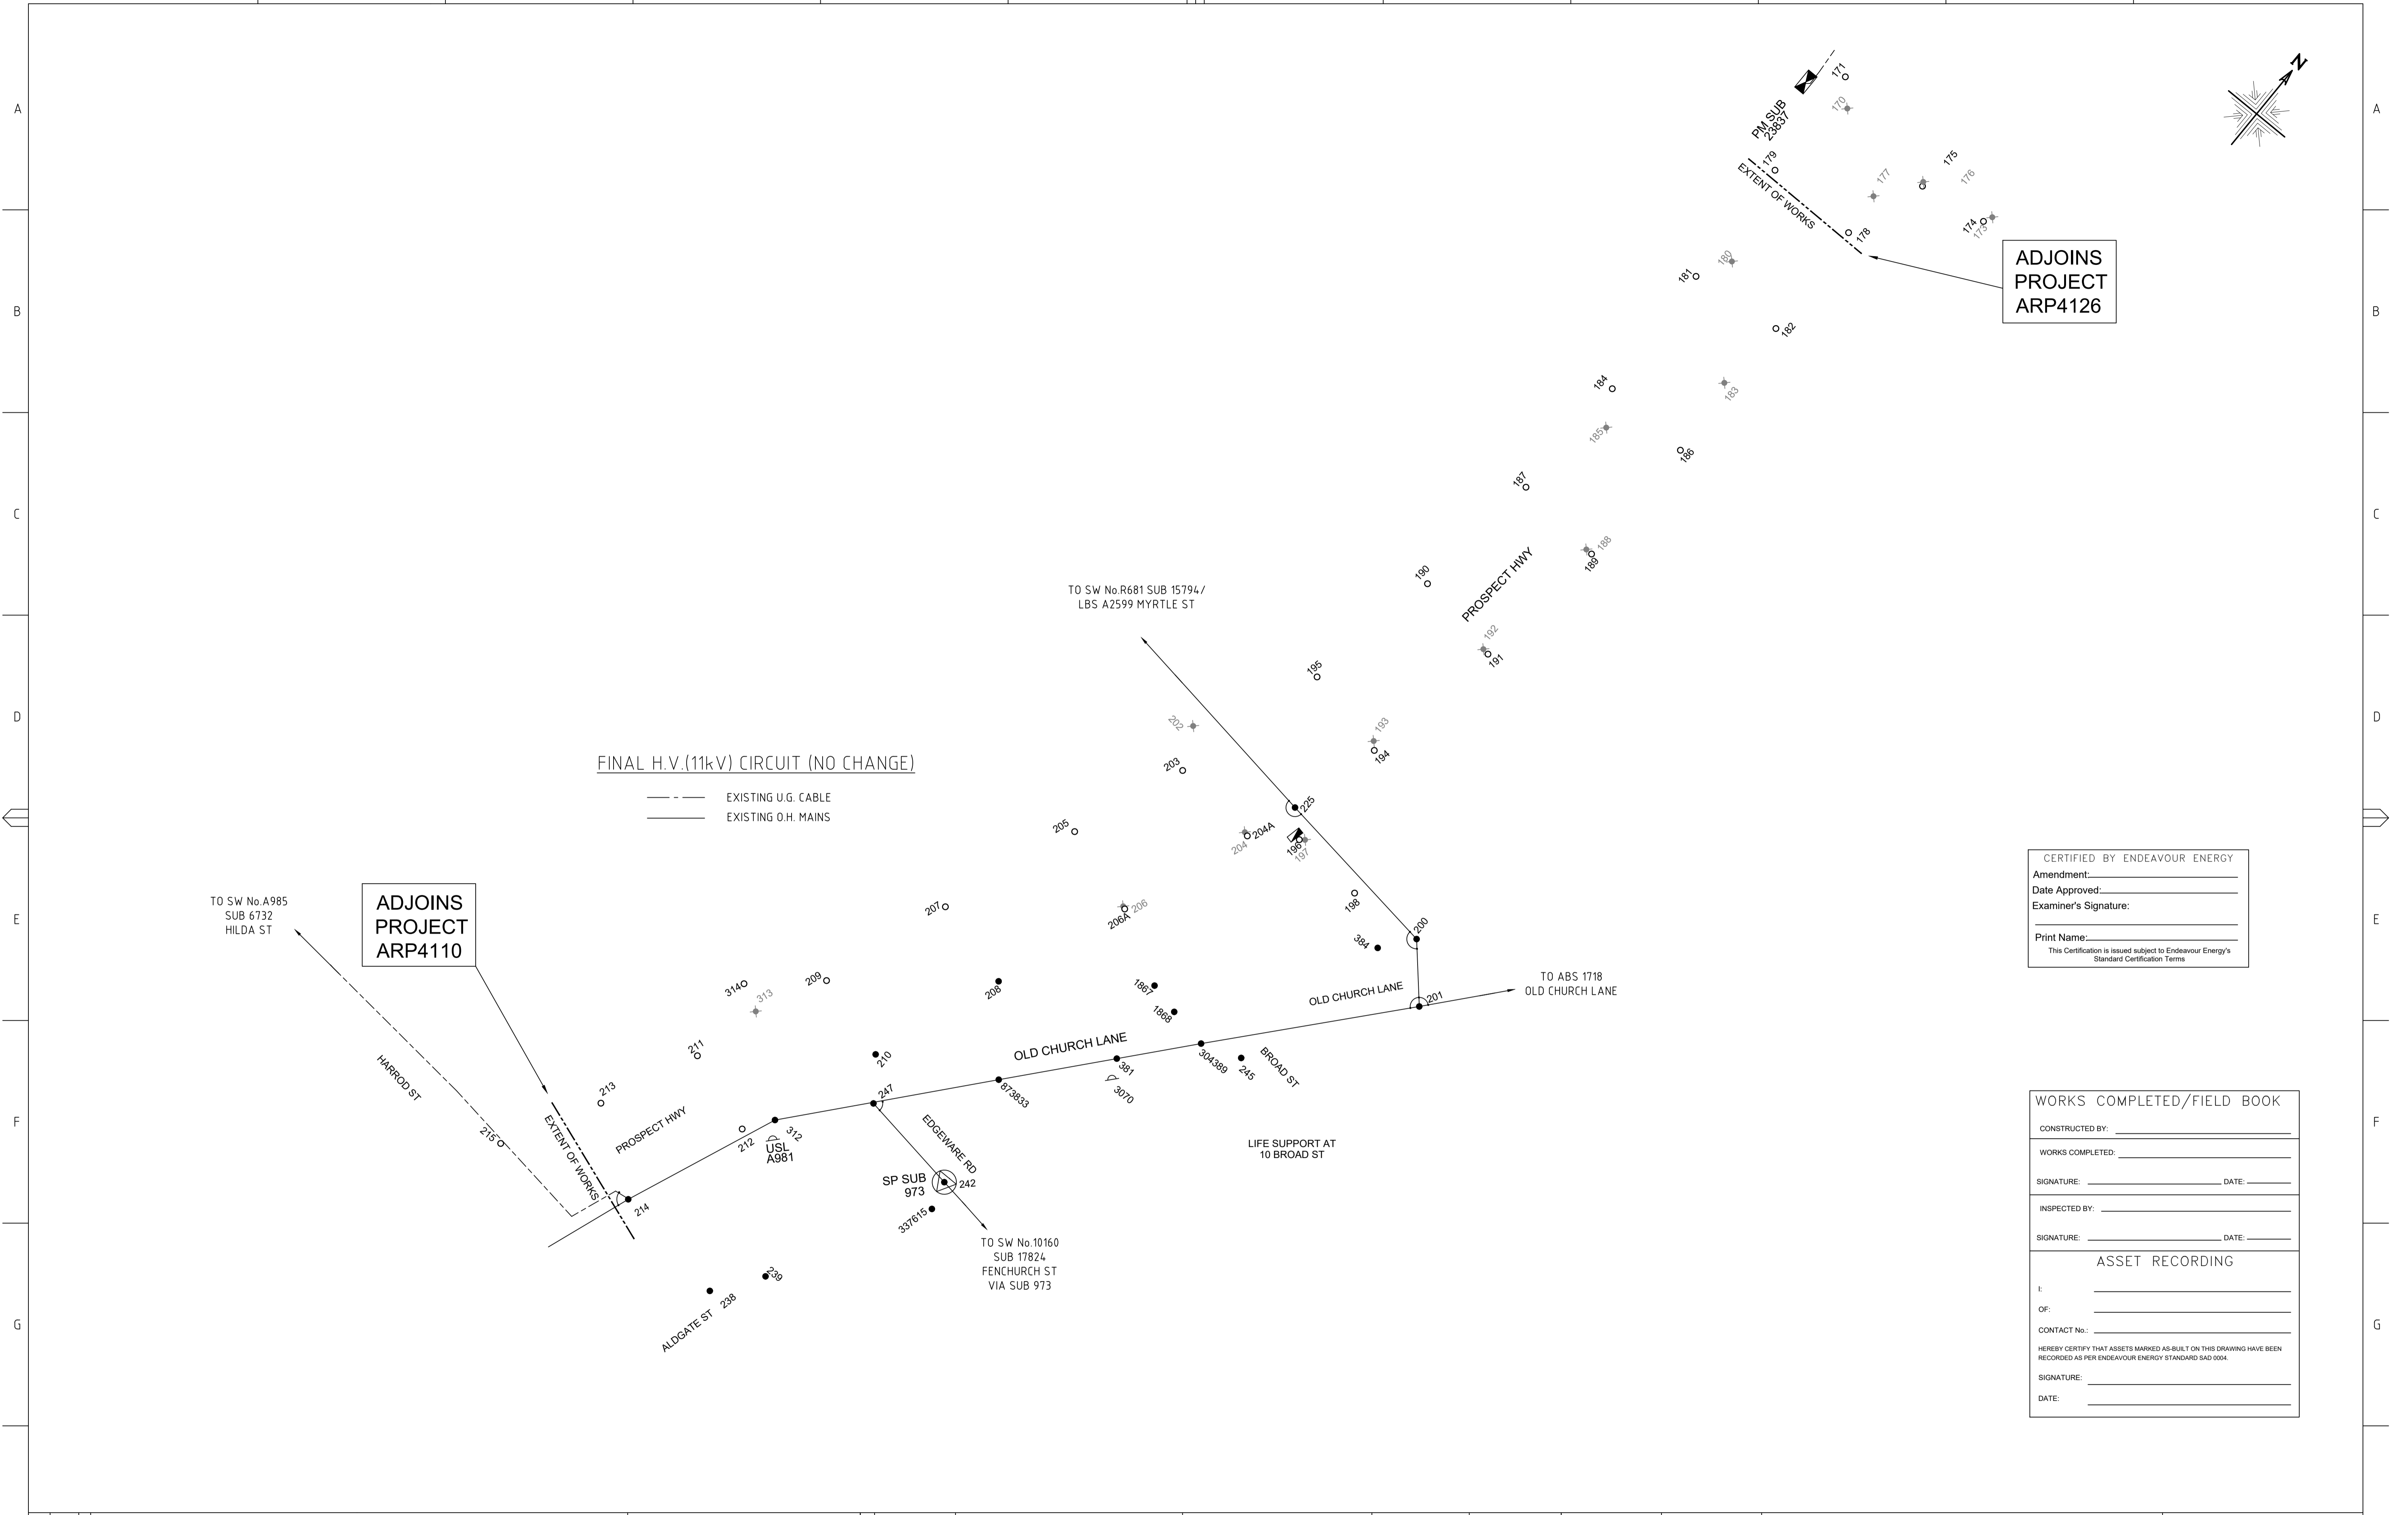 A
A
N
171
170
PM SUB
23837
179
EXTENT OF WORKS
177
175
176
174
173
178
181
180
ADJOINS
PROJECT
ARP4126
B
B
182
184
183
185
186
187
C
C
188
189
190
PROSPECT HWY
TO SW No.R681 SUB 15794/
LBS A2599 MYRTLE ST
192
191
195
D
D
202
193
194
203
FINAL H.V.(11kV) CIRCUIT (NO CHANGE)
EXISTING U.G. CABLE
EXISTING O.H. MAINS
225
205
204A
204
196
197
CERTIFIED BY ENDEAVOUR ENERGY
Amendment:
Date Approved:
Examiner's Signature:
Print Name:
This Certification is issued subject to Endeavour Energy's
Standard Certification Terms
TO SW No.A985
SUB 6732
HILDA ST
ADJOINS
PROJECT
ARP4110
E
E
207
206
206A
198
200
384
314
313
209
208
1867
1868
OLD CHURCH LANE
201
TO ABS 1718
OLD CHURCH LANE
HARROD ST
211
210
OLD CHURCH LANE
381
304389
245
BROAD ST
213
247
873833
3070
F
F
215
EXTENT OF WORKS
PROSPECT HWY
212
312
USL
A981
EDGEWARE RD
LIFE SUPPORT AT
10 BROAD ST
SP SUB
973
242
214
337615
TO SW No.10160
SUB 17824
FENCHURCH ST
VIA SUB 973
239
238
ALDGATE ST
G
G
WORKS COMPLETED/FIELD BOOK
CONSTRUCTED BY:
WORKS COMPLETED:
SIGNATURE: DATE:
INSPECTED BY:
SIGNATURE: DATE:
ASSET RECORDING
I:
OF:
CONTACT No.:
HEREBY CERTIFY THAT ASSETS MARKED AS-BUILT ON THIS DRAWING HAVE BEEN
RECORDED AS PER ENDEAVOUR ENERGY STANDARD SAD 0004.
SIGNATURE:
DATE: